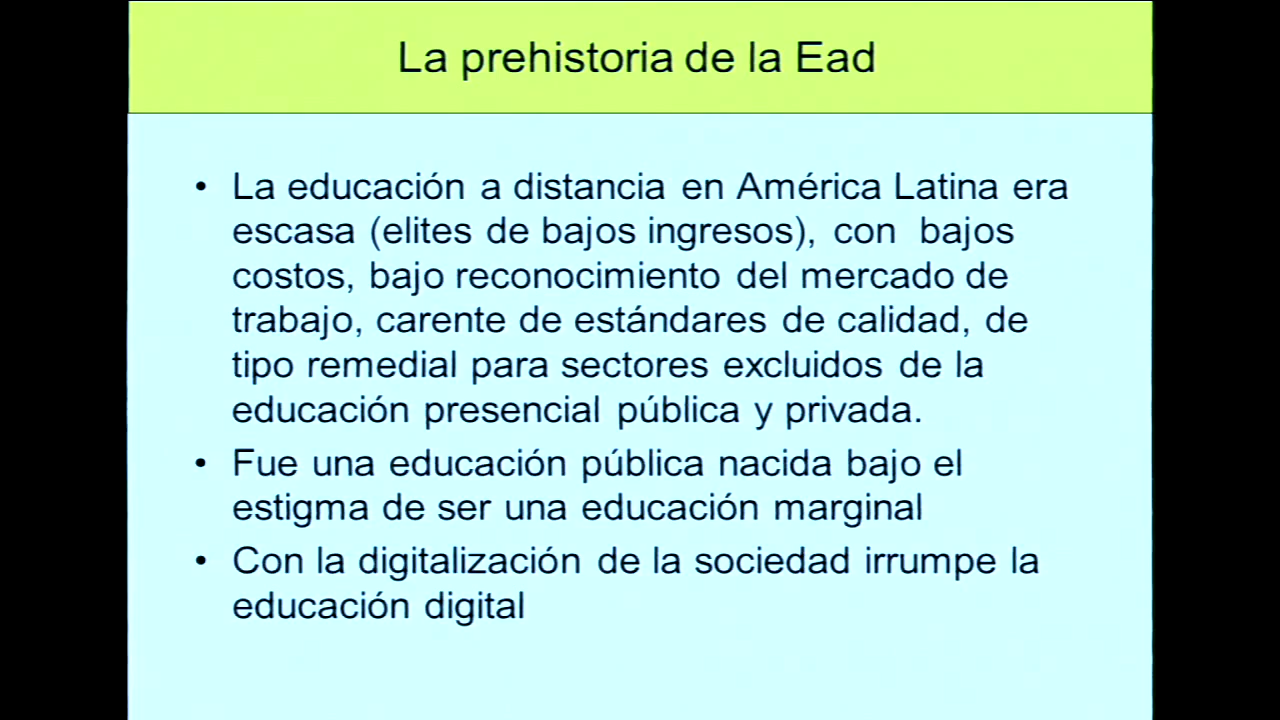 La prehistoria de la Ead
• La educación a distancia en América Latina era
escasa (elites de bajos ingresos), con bajos
costos, bajo reconocimiento del mercado de
trabajo, carente de estándares de calidad, de
tipo remedial para sectores excluidos de la
educación presencial pública y privada.
• Fue una educación pública nacida bajo el
estigma de ser una educación marginal
• Con la digitalización de la sociedad irrumpe la
educación digital